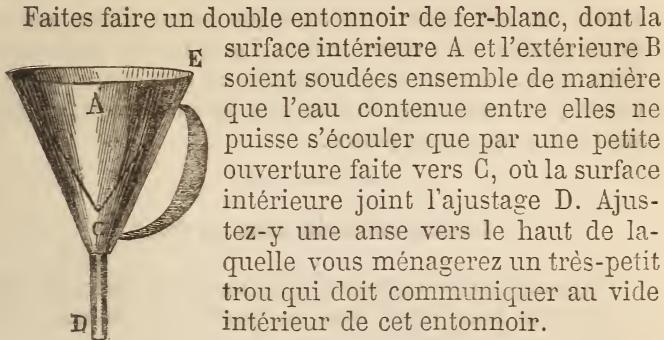 Faites faire un double entonnoir de fer-blanc, dont la
surface intérieure A et l'extérieure B
soient soudées ensemble de manière
que l'eau contenue entre elles ne
puisse s'écouler que par une petite
ouverture faite vers C, où la surface
intérieure joint l'ajustage D. Ajus-
tez-y une anse vers le haut de la-
quelle vous ménagerez un très-petit
trou qui doit communiquer au vide
intérieur de cet entonnoir.
E
A
C
D